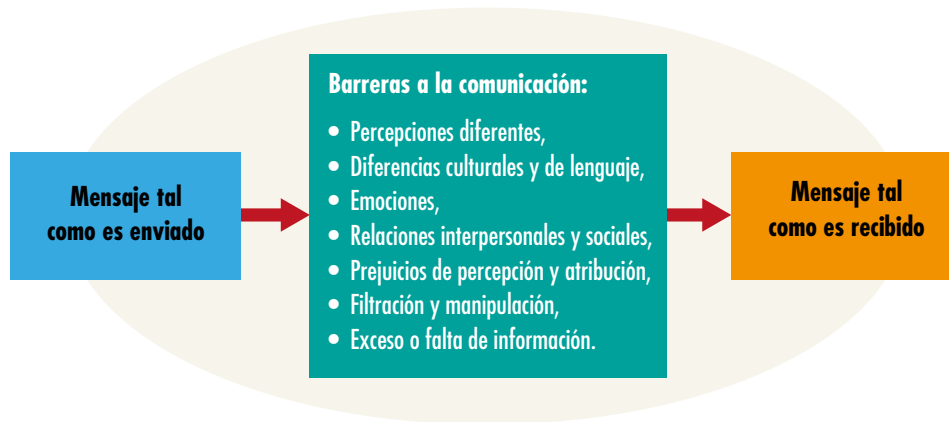 Mensaje tal
como es enviado
Barreras a la comunicación:
• Percepciones diferentes,
• Diferencias culturales y de lenguaje,
• Emociones,
• Relaciones interpersonales y sociales,
• Prejuicios de percepción y atribución,
• Filtración y manipulación,
• Exceso o falta de información.
Mensaje tal
como es recibido